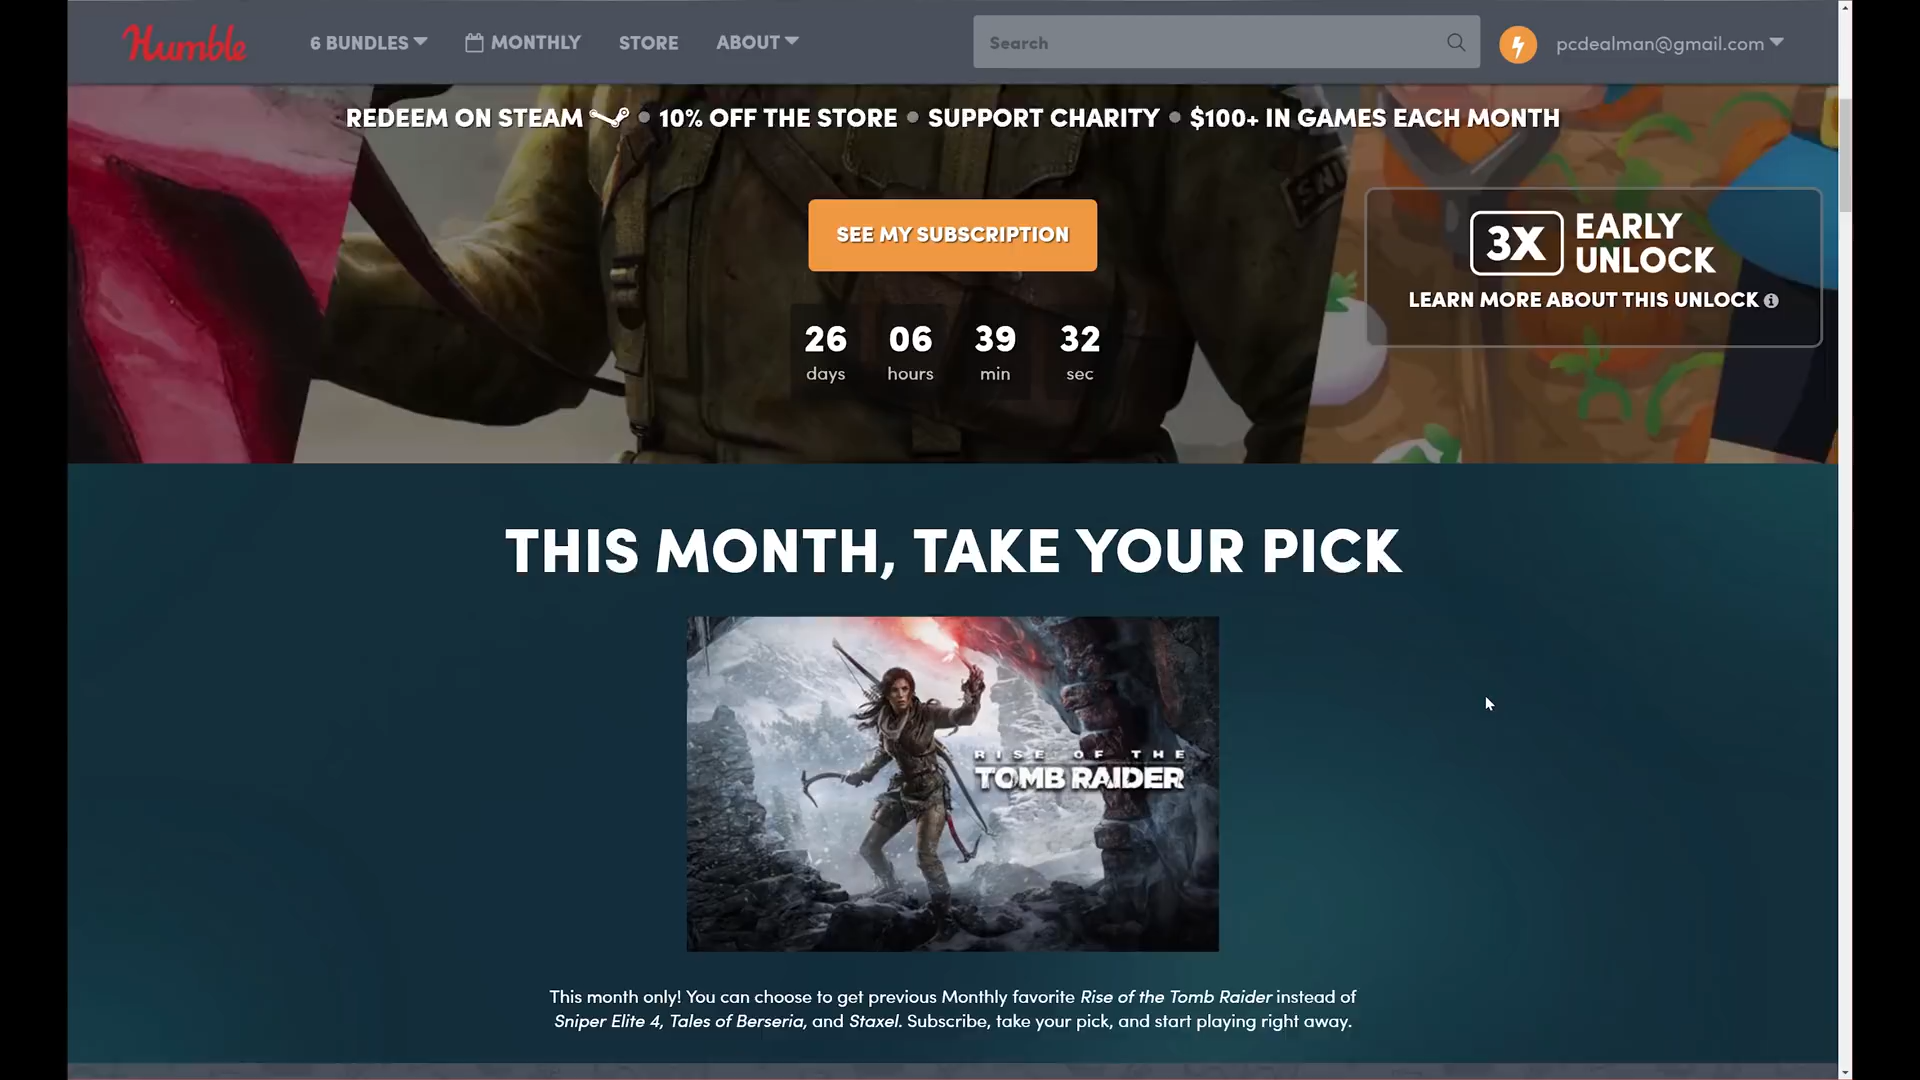 Humble
6 BUNDLES
MONTHLY
STORE
ABOUT
Search
pcdealman@gmail.com
REDEEM ON STEAM • 10% OFF THE STORE • SUPPORT CHARITY • $100+ IN GAMES EACH MONTH
SNI
SEE MY SUBSCRIPTION
3X EARLY UNLOCK
LEARN MORE ABOUT THIS UNLOCK
26 06 39 32
days hours min sec
THIS MONTH, TAKE YOUR PICK
RISE OF THE
TOMB RAIDER
This month only! You can choose to get previous Monthly favorite Rise of the Tomb Raider instead of
Sniper Elite 4, Tales of Berseria, and Staxel. Subscribe, take your pick, and start playing right away.